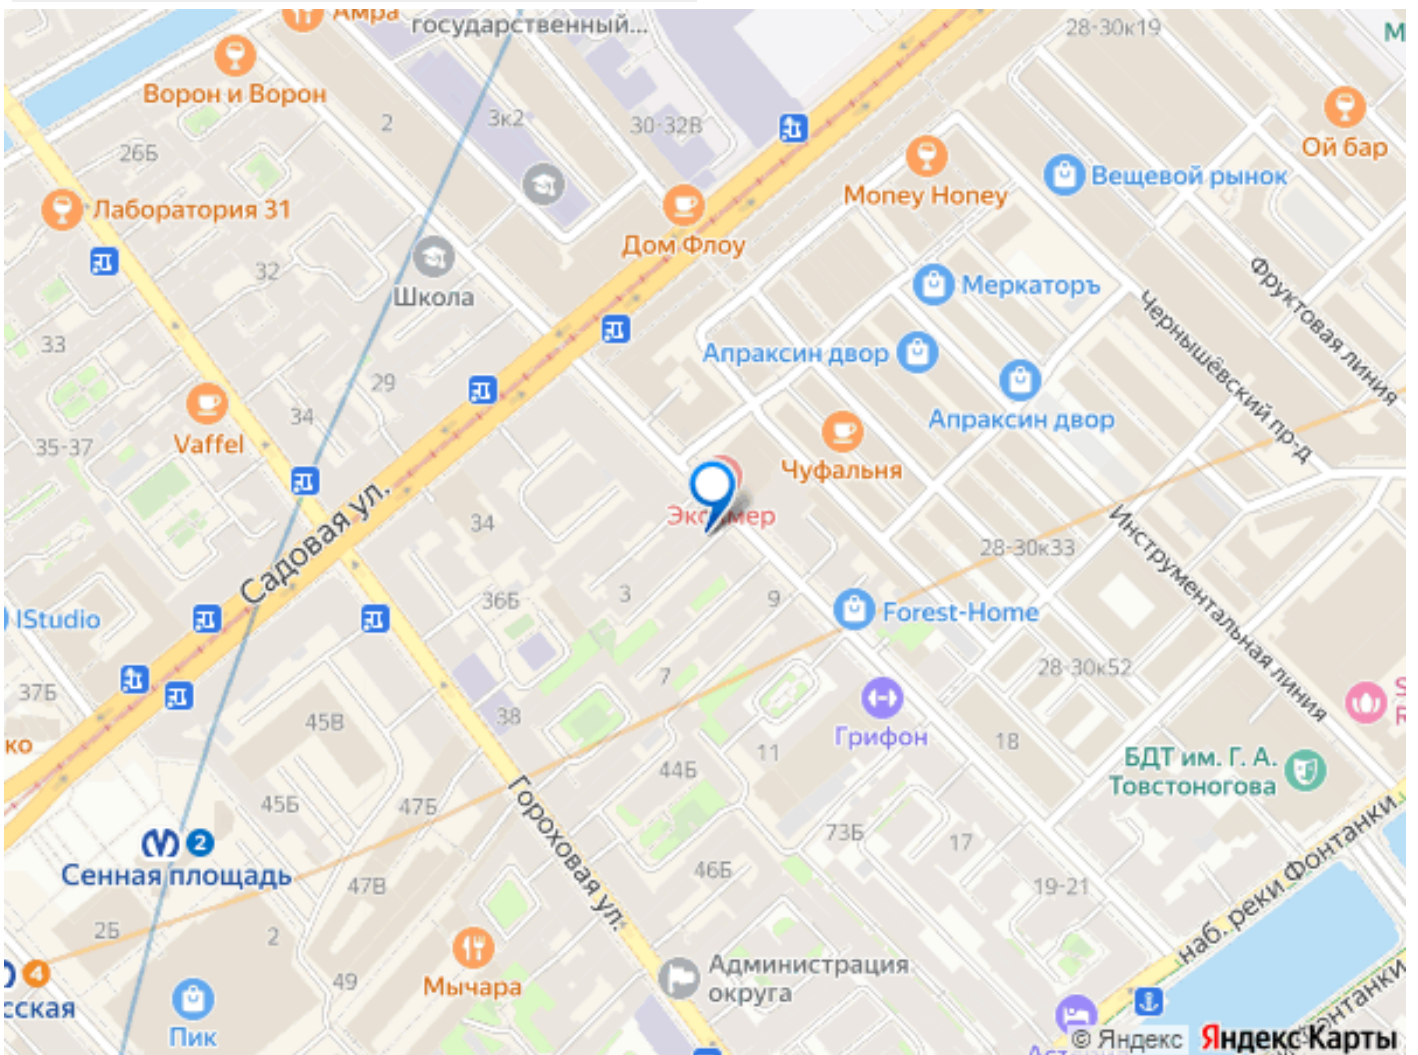 Амра
государственный...
28-30к19
Ворон и Ворон
2
3к2
30-32В
26Б
Ой бар
Money Honey
Вещевой рынок
Лаборатория 31
Дом Флоу
32
Школа
Меркаторъ
Фруктовая линия
Чернышёвский пр-д
33
Апраксин двор
29
34
Апраксин двор
35-37
Vaffel
Чуфальня
Садовая ул.
34
28-30к33
Инструментальная линия
3
36Б
9
IStudio
Forest-Home
7
28-30к52
37Б
45В
38
Грифон
18
11
44Б
БДТ им. Г. А.
Товстоногова
45Б
47Б
Гороховая ул.
73Б
17
2
Сенная площадь
47В
46Б
19-21
наб. реки Фонтанки
2Б
2
4
49
Мычара
Администрация
округа
Пик
© Яндекс
Яндекс Карты